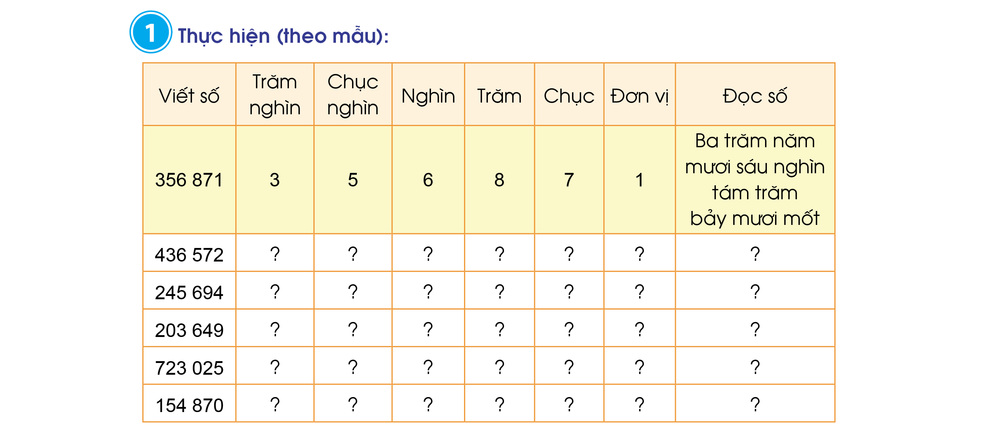 1 Thực hiện (theo mẫu):
Viết số Trăm nghìn Chục nghìn Nghìn Trăm Chục Đơn vị Đọc số
356 871 3 5 6 8 7 1 Ba trăm năm
mươi sáu nghìn
tám trăm
bảy mươi mốt
436 572 ? ? ? ? ? ? ?
245 694 ? ? ? ? ? ? ?
203 649 ? ? ? ? ? ? ?
723 025 ? ? ? ? ? ? ?
154 870 ? ? ? ? ? ? ?